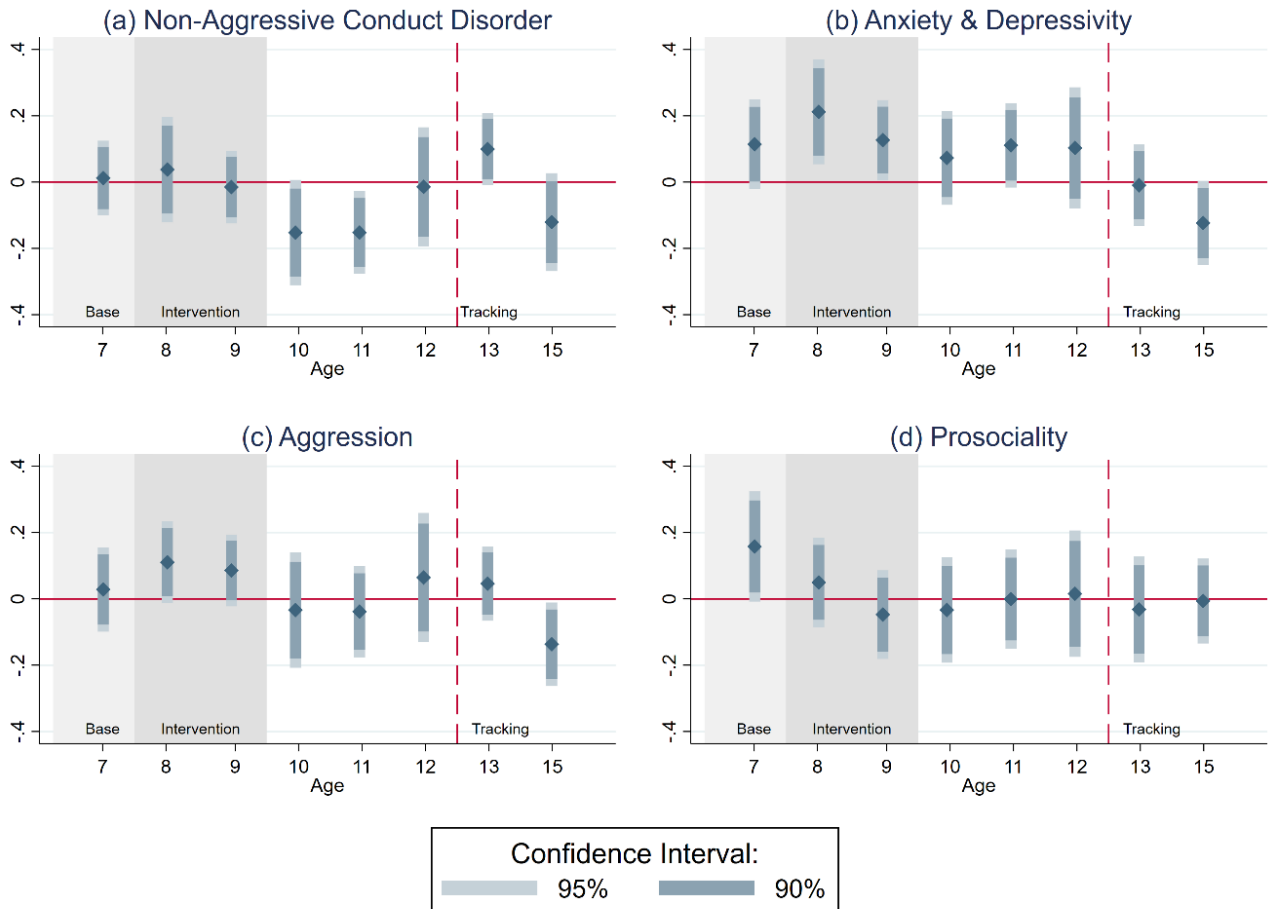 (a) Non-Aggressive Conduct Disorder
.4
.2
0
-.2
-.4
Base Intervention Tracking
7 8 9 10 11 12 13 15
Age
(b) Anxiety & Depressivity
.4
.2
0
-.2
-.4
Base Intervention Tracking
7 8 9 10 11 12 13 15
Age
(c) Aggression
.4
.2
0
-.2
-.4
Base Intervention Tracking
7 8 9 10 11 12 13 15
Age
(d) Prosociality
.4
.2
0
-.2
-.4
Base Intervention Tracking
7 8 9 10 11 12 13 15
Age
Confidence Interval:
95% 90%